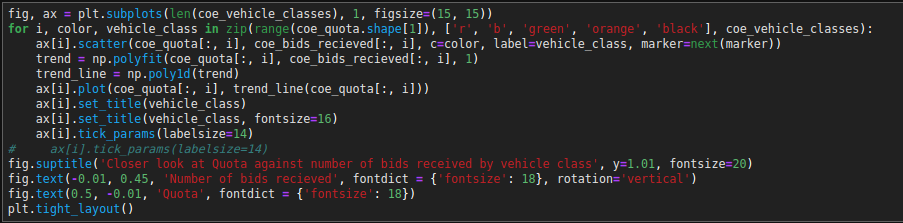 fig, ax = plt.subplots(len(coe_vehicle_classes), 1, figsize=(15, 15))
for i, color, vehicle_class in zip(range(coe_quota.shape[1]), ['r', 'b', 'green', 'orange', 'black'], coe_vehicle_classes):
    ax[i].scatter(coe_quota[:, i], coe_bids_recieved[:, i], c=color, label=vehicle_class, marker=next(marker))
    trend = np.polyfit(coe_quota[:, i], coe_bids_recieved[:, i], 1)
    trend_line = np.poly1d(trend)
    ax[i].plot(coe_quota[:, i], trend_line(coe_quota[:, i]))
    ax[i].set_title(vehicle_class)
    ax[i].set_title(vehicle_class, fontsize=16)
    ax[i].tick_params(labelsize=14)
#     ax[i].tick_params(labelsize=14)
fig.suptitle('Closer look at Quota against number of bids received by vehicle class', y=1.01, fontsize=20)
fig.text(-0.01, 0.45, 'Number of bids recieved', fontdict = {'fontsize': 18}, rotation='vertical')
fig.text(0.5, -0.01, 'Quota', fontdict = {'fontsize': 18})
plt.tight_layout()